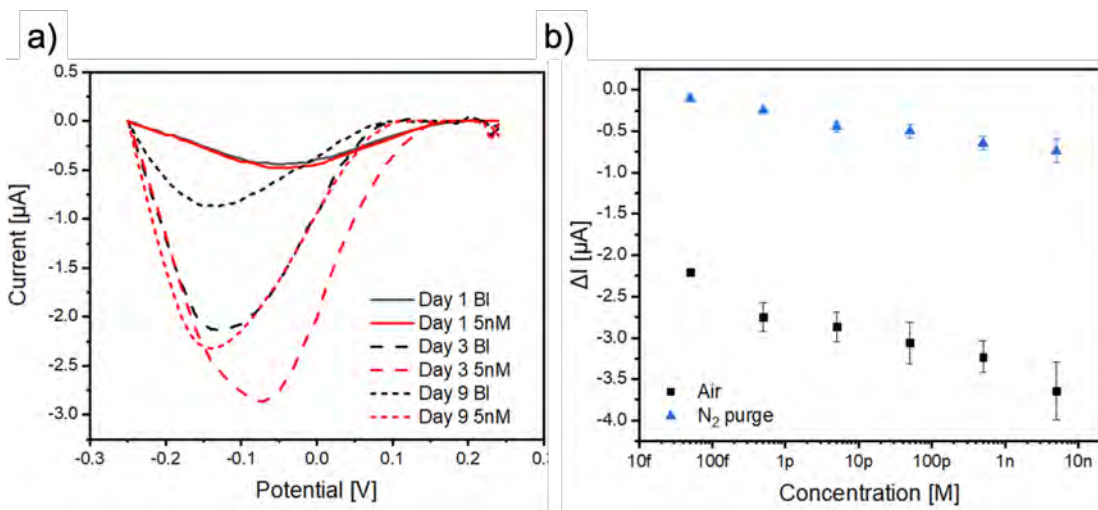 a)
0.5
0.0
-0.5
-1.0
-1.5
-2.0
-2.5
-3.0
Current [µA]
Day 1 Bl
Day 1 5nM
Day 3 Bl
Day 3 5nM
Day 9 Bl
Day 9 5nM
-0.3
-0.2
-0.1
0.0
0.1
0.2
0.3
Potential [V]
b)
0.0
-0.5
-1.0
-1.5
-2.0
-2.5
-3.0
-3.5
-4.0
ΔI [µA]
Air
N₂ purge
10f
100f
1p
10p
100p
1n
10n
Concentration [M]